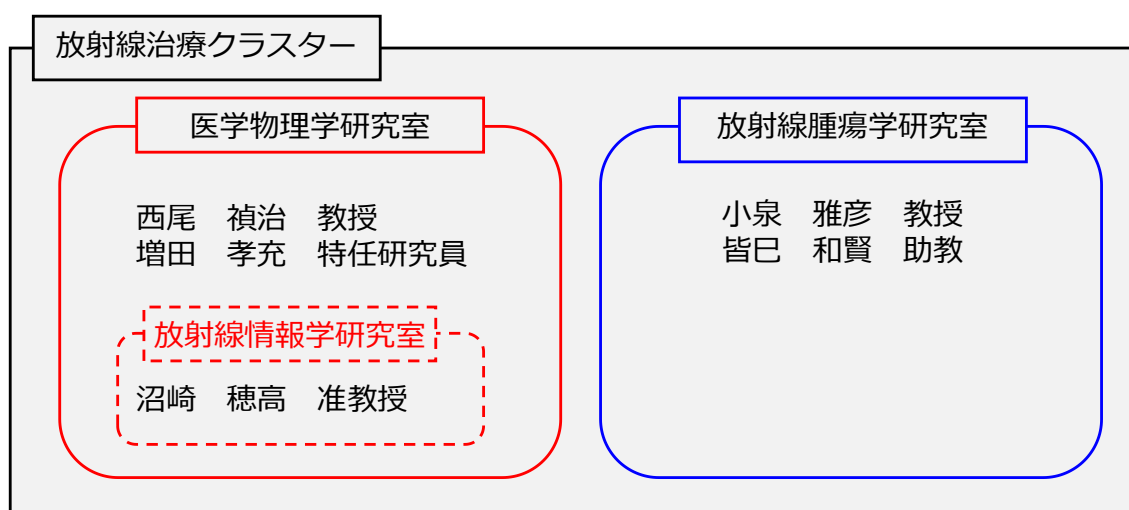 放射線治療クラスター
医学物理学研究室
西尾　禎治　教授
増田　孝充　特任研究員
放射線情報学研究室
沼崎　穂高　准教授
放射線腫瘍学研究室
小泉　雅彦　教授
皆巳　和賢　助教